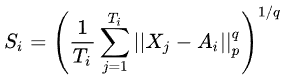 $S_i = \left( \frac{1}{T_i} \sum_{j=1}^{T_i} ||X_j - A_i||_p^q \right)^{1/q}$